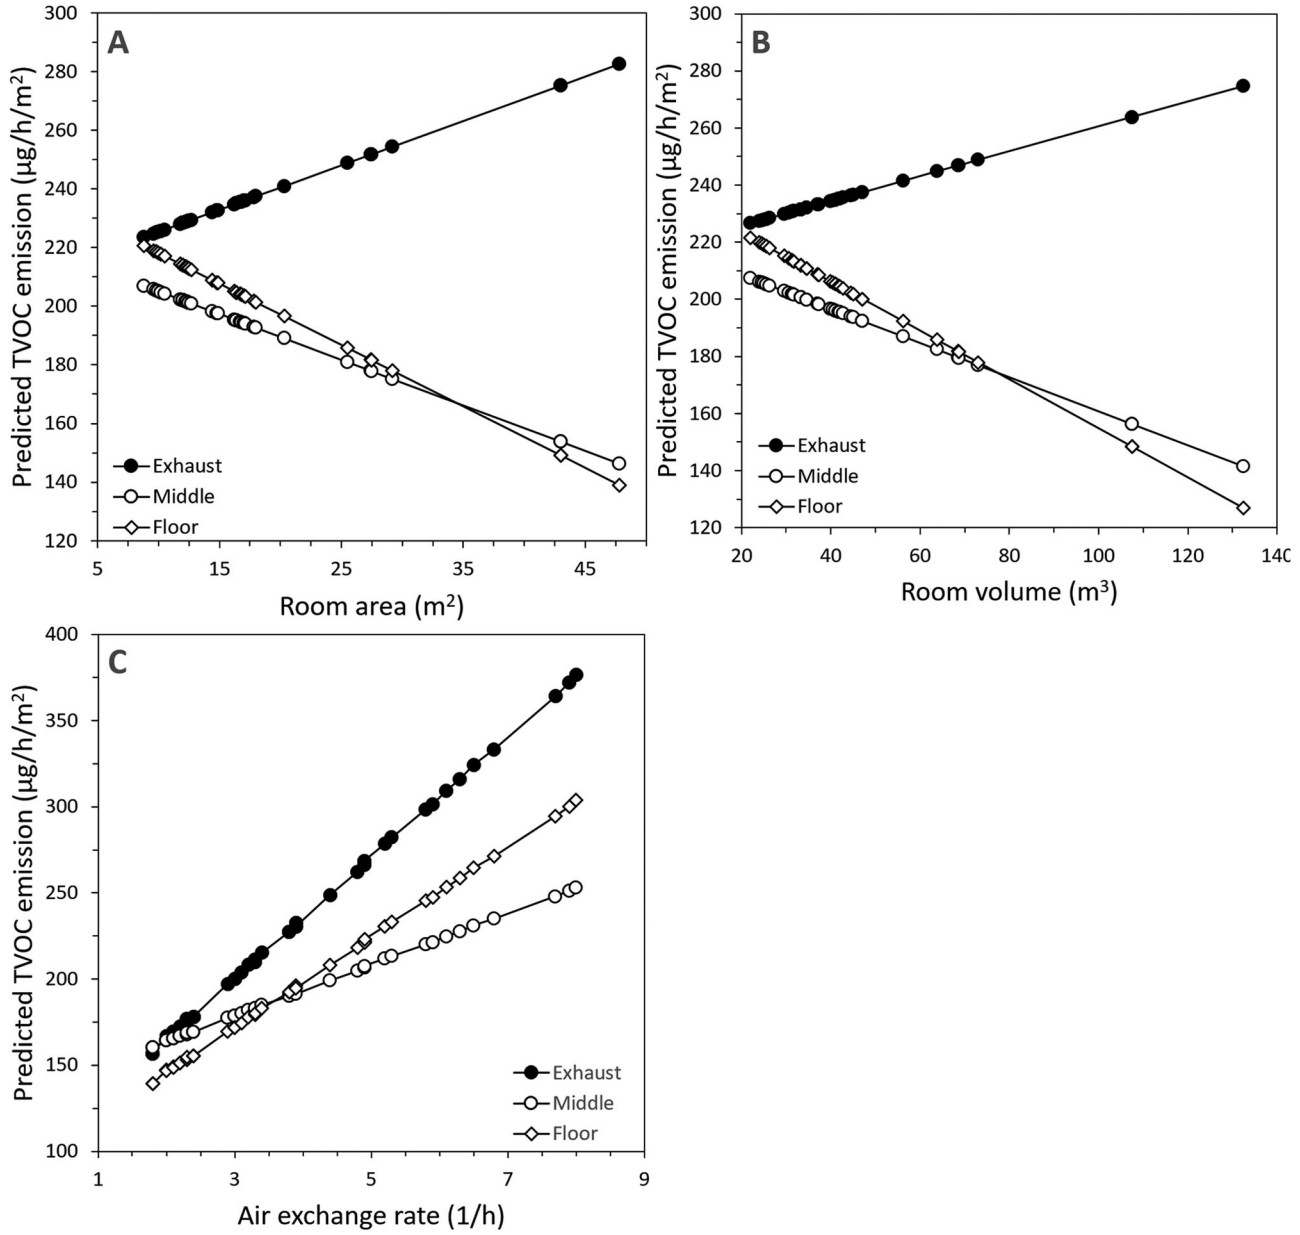 A
Predicted TVOC emission (µg/h/m²)
300
280
260
240
220
200
180
160
140
120
Exhaust
Middle
Floor
5 15 25 35 45
Room area (m²)
B
Predicted TVOC emission (µg/h/m²)
300
280
260
240
220
200
180
160
140
120
Exhaust
Middle
Floor
20 40 60 80 100 120 140
Room volume (m³)
C
Predicted TVOC emission (µg/h/m²)
400
350
300
250
200
150
100
Exhaust
Middle
Floor
1 3 5 7 9
Air exchange rate (1/h)